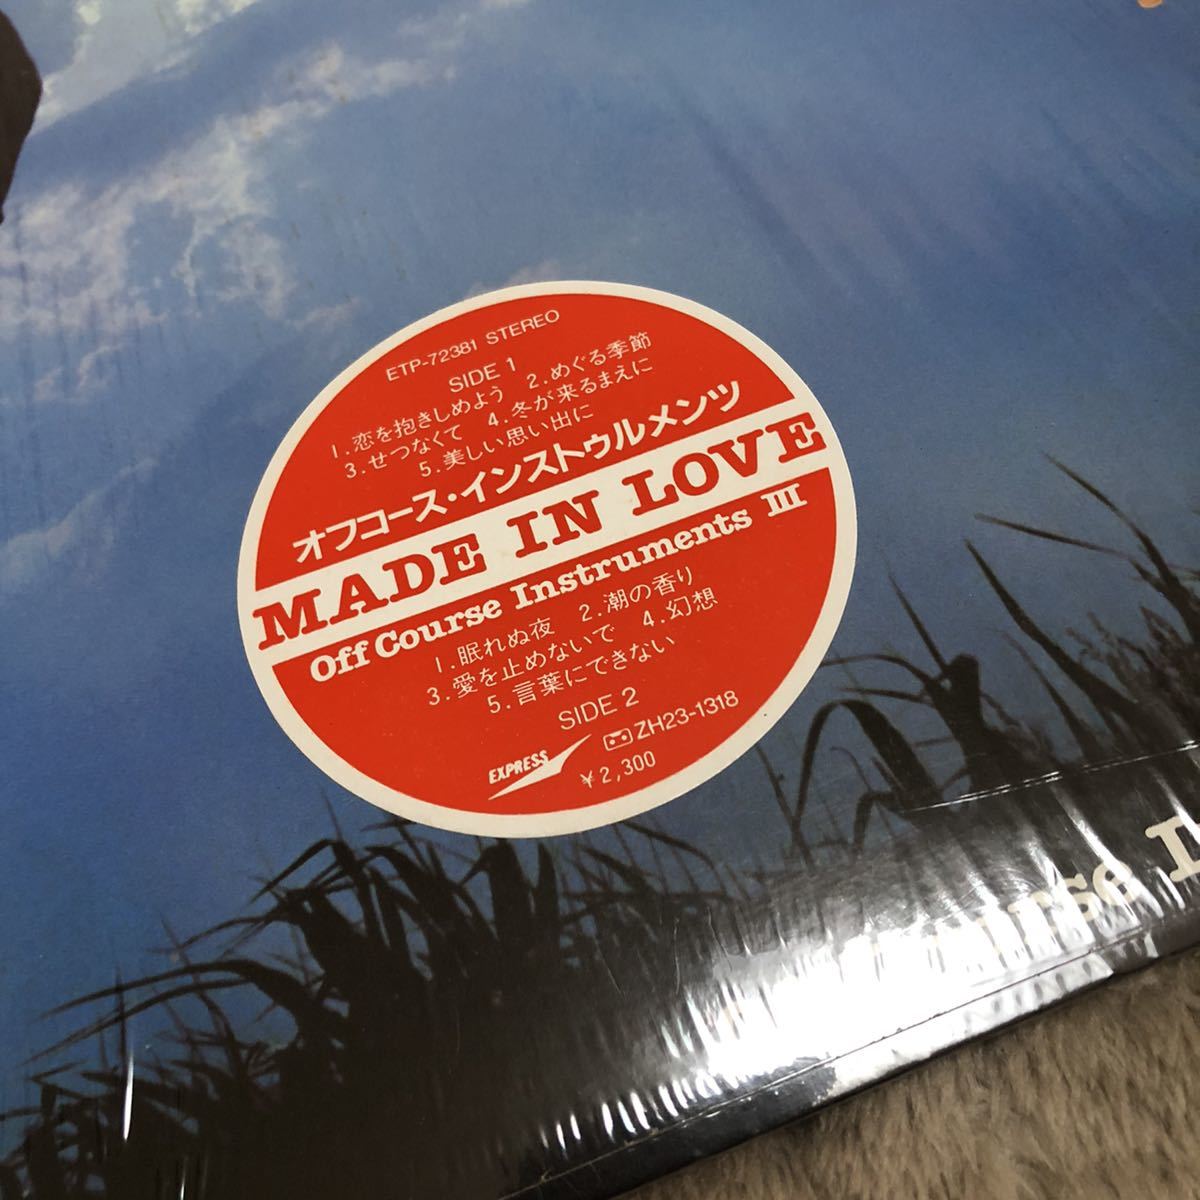 ETP-72381 STEREO
SIDE 1
1.恋を抱きしめよう 2.めぐる季節
3.せつなくて 4.冬が来るまえに
5.美しい思い出に
オフコース・インストゥルメンツ
MADE IN LOVE
Off Course Instruments III
1.眠れぬ夜 2.潮の香り
3.愛を止めないで 4.幻想
5.言葉にできない
SIDE 2
EXPRESS ZH23-1318
¥2,300